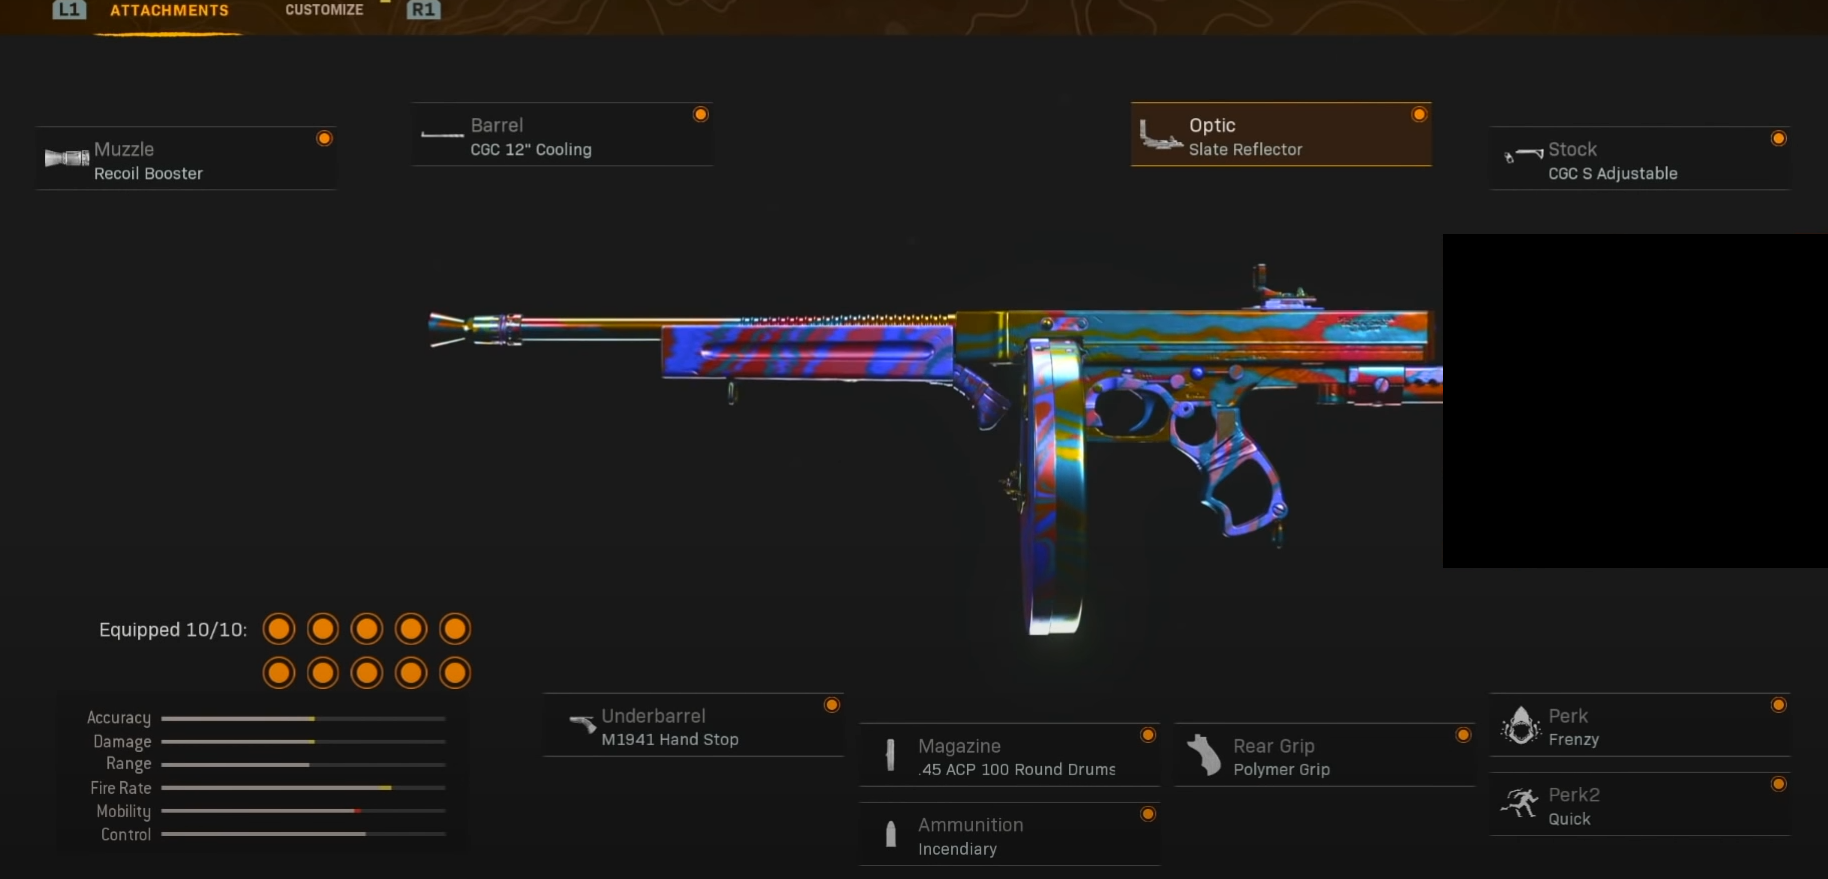 L1 ATTACHMENTS CUSTOMIZE R1
Muzzle
Recoil Booster
Barrel
CGC 12" Cooling
Optic
Slate Reflector
Stock
CGC S Adjustable
Equipped 10/10:
Accuracy
Damage
Range
Fire Rate
Mobility
Control
Underbarrel
M1941 Hand Stop
Magazine
.45 ACP 100 Round Drums
Ammunition
Incendiary
Rear Grip
Polymer Grip
Perk
Frenzy
Perk2
Quick